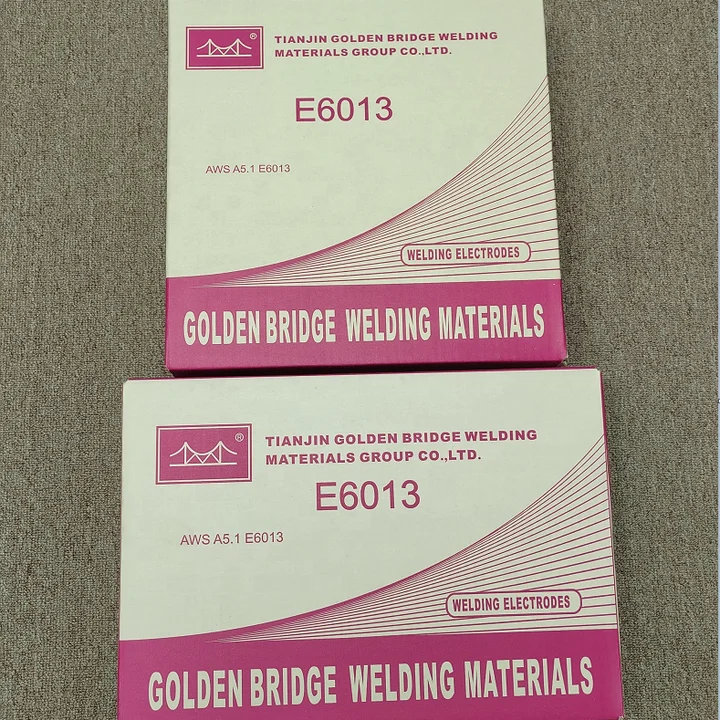 ®
TIANJIN GOLDEN BRIDGE WELDING
MATERIALS GROUP CO.,LTD.
E6013
AWS A5.1 E6013
WELDING ELECTRODES
GOLDEN BRIDGE WELDING MATERIALS
®
TIANJIN GOLDEN BRIDGE WELDING
MATERIALS GROUP CO.,LTD.
E6013
AWS A5.1 E6013
WELDING ELECTRODES
GOLDEN BRIDGE WELDING MATERIALS